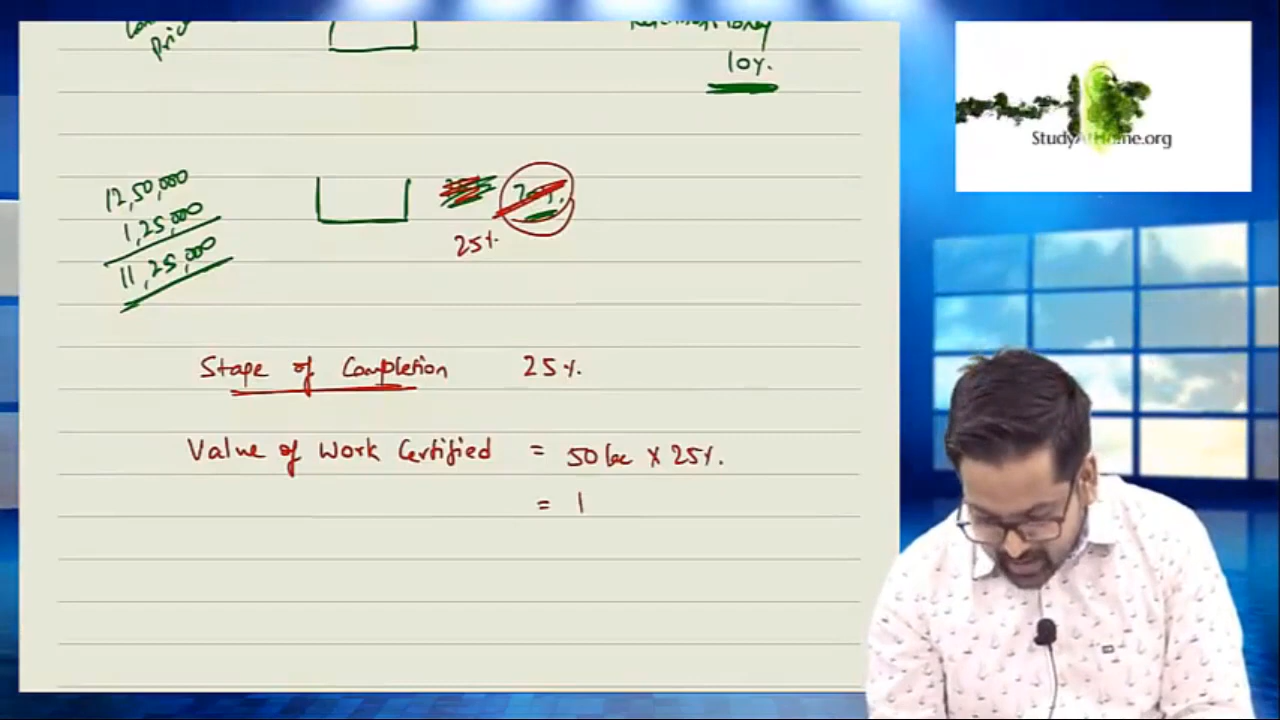 10%.
StudyAtHome.org
12,50,000
1,25,000
11,25,000
25%
Stage of Completion 25%.
Value of Work Certified = 50 lac × 25%.
= 1